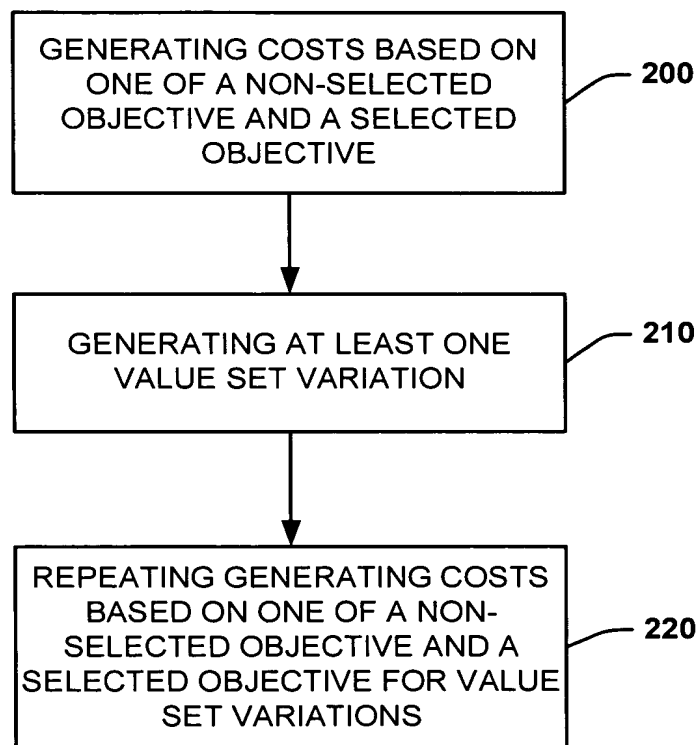 GENERATING COSTS BASED ON
ONE OF A NON-SELECTED
OBJECTIVE AND A SELECTED
OBJECTIVE
200
GENERATING AT LEAST ONE
VALUE SET VARIATION
210
REPEATING GENERATING COSTS
BASED ON ONE OF A NON-
SELECTED OBJECTIVE AND A
SELECTED OBJECTIVE FOR VALUE
SET VARIATIONS
220